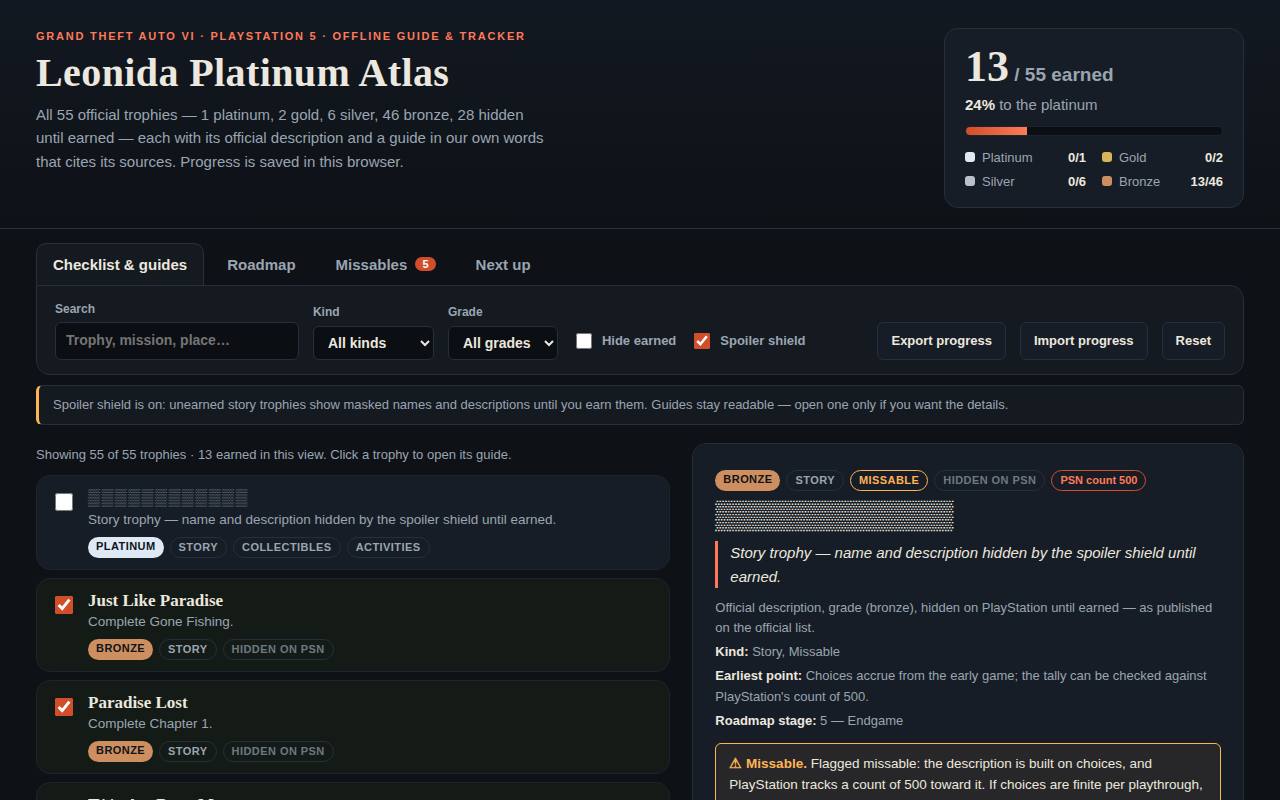 GRAND THEFT AUTO VI · PLAYSTATION 5 · OFFLINE GUIDE & TRACKER
Leonida Platinum Atlas
All 55 official trophies — 1 platinum, 2 gold, 6 silver, 46 bronze, 28 hidden
until earned — each with its official description and a guide in our own words
that cites its sources. Progress is saved in this browser.
13 / 55 earned
24% to the platinum
Platinum 0/1 Gold 0/2
Silver 0/6 Bronze 13/46
Checklist & guides Roadmap Missables 5 Next up
Search Kind Grade
Trophy, mission, place… All kinds All grades Hide earned Spoiler shield Export progress Import progress Reset
Spoiler shield is on: unearned story trophies show masked names and descriptions until you earn them. Guides stay readable — open one only if you want the details.
Showing 55 of 55 trophies · 13 earned in this view. Click a trophy to open its guide.
Story trophy — name and description hidden by the spoiler shield until earned.
PLATINUM STORY COLLECTIBLES ACTIVITIES
Just Like Paradise
Complete Gone Fishing.
BRONZE STORY HIDDEN ON PSN
Paradise Lost
Complete Chapter 1.
BRONZE STORY HIDDEN ON PSN
BRONZE STORY MISSABLE HIDDEN ON PSN PSN count 500
Story trophy — name and description hidden by the spoiler shield until
earned.
Official description, grade (bronze), hidden on PlayStation until earned — as published
on the official list.
Kind: Story, Missable
Earliest point: Choices accrue from the early game; the tally can be checked against
PlayStation's count of 500.
Roadmap stage: 5 — Endgame
⚠ Missable. Flagged missable: the description is built on choices, and
PlayStation tracks a count of 500 toward it. If choices are finite per playthrough,